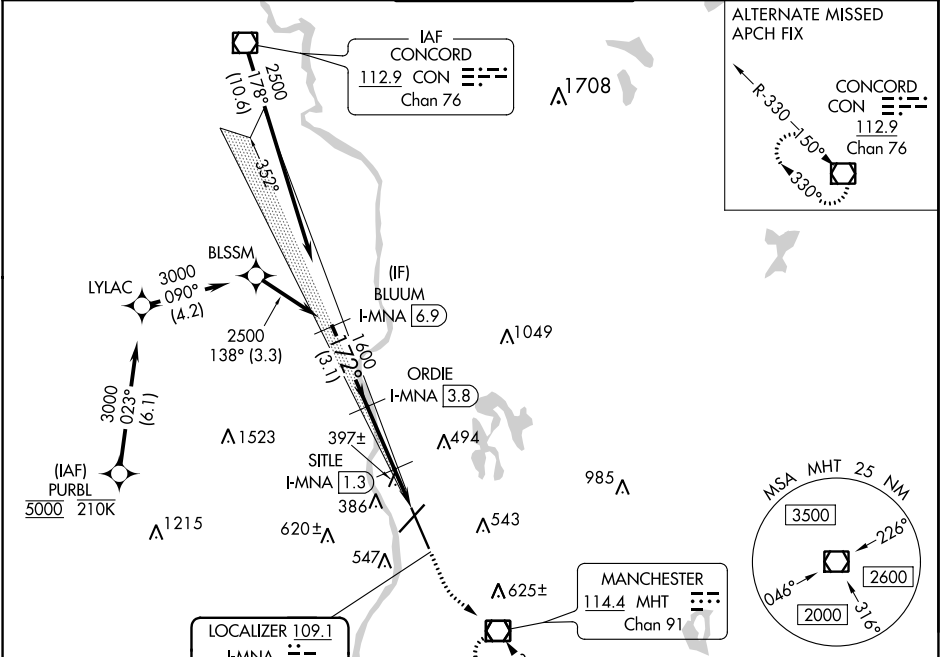 IAF
CONCORD
112.9 CON
Chan 76
2500
178°
(10.6)
352°
1708
ALTERNATE MISSED
APCH FIX
CONCORD
CON
112.9
Chan 76
R-330
150°
330°
BLSSM
LYLAC
3000
090°
(4.2)
2500
138° (3.3)
(IF)
BLUUM
I-MNA 6.9
1600
172°
(3.1)
1049
ORDIE
I-MNA 3.8
3000
023°
(6.1)
1523
397±
494
SITLE
I-MNA 1.3
386
(IAF)
PURBL
5000 210K
1215
620±
547
543
985
625±
MSA MHT 25 NM
3500
226°
046°
2600
2000
316°
MANCHESTER
114.4 MHT
Chan 91
LOCALIZER 109.1
I-MNA